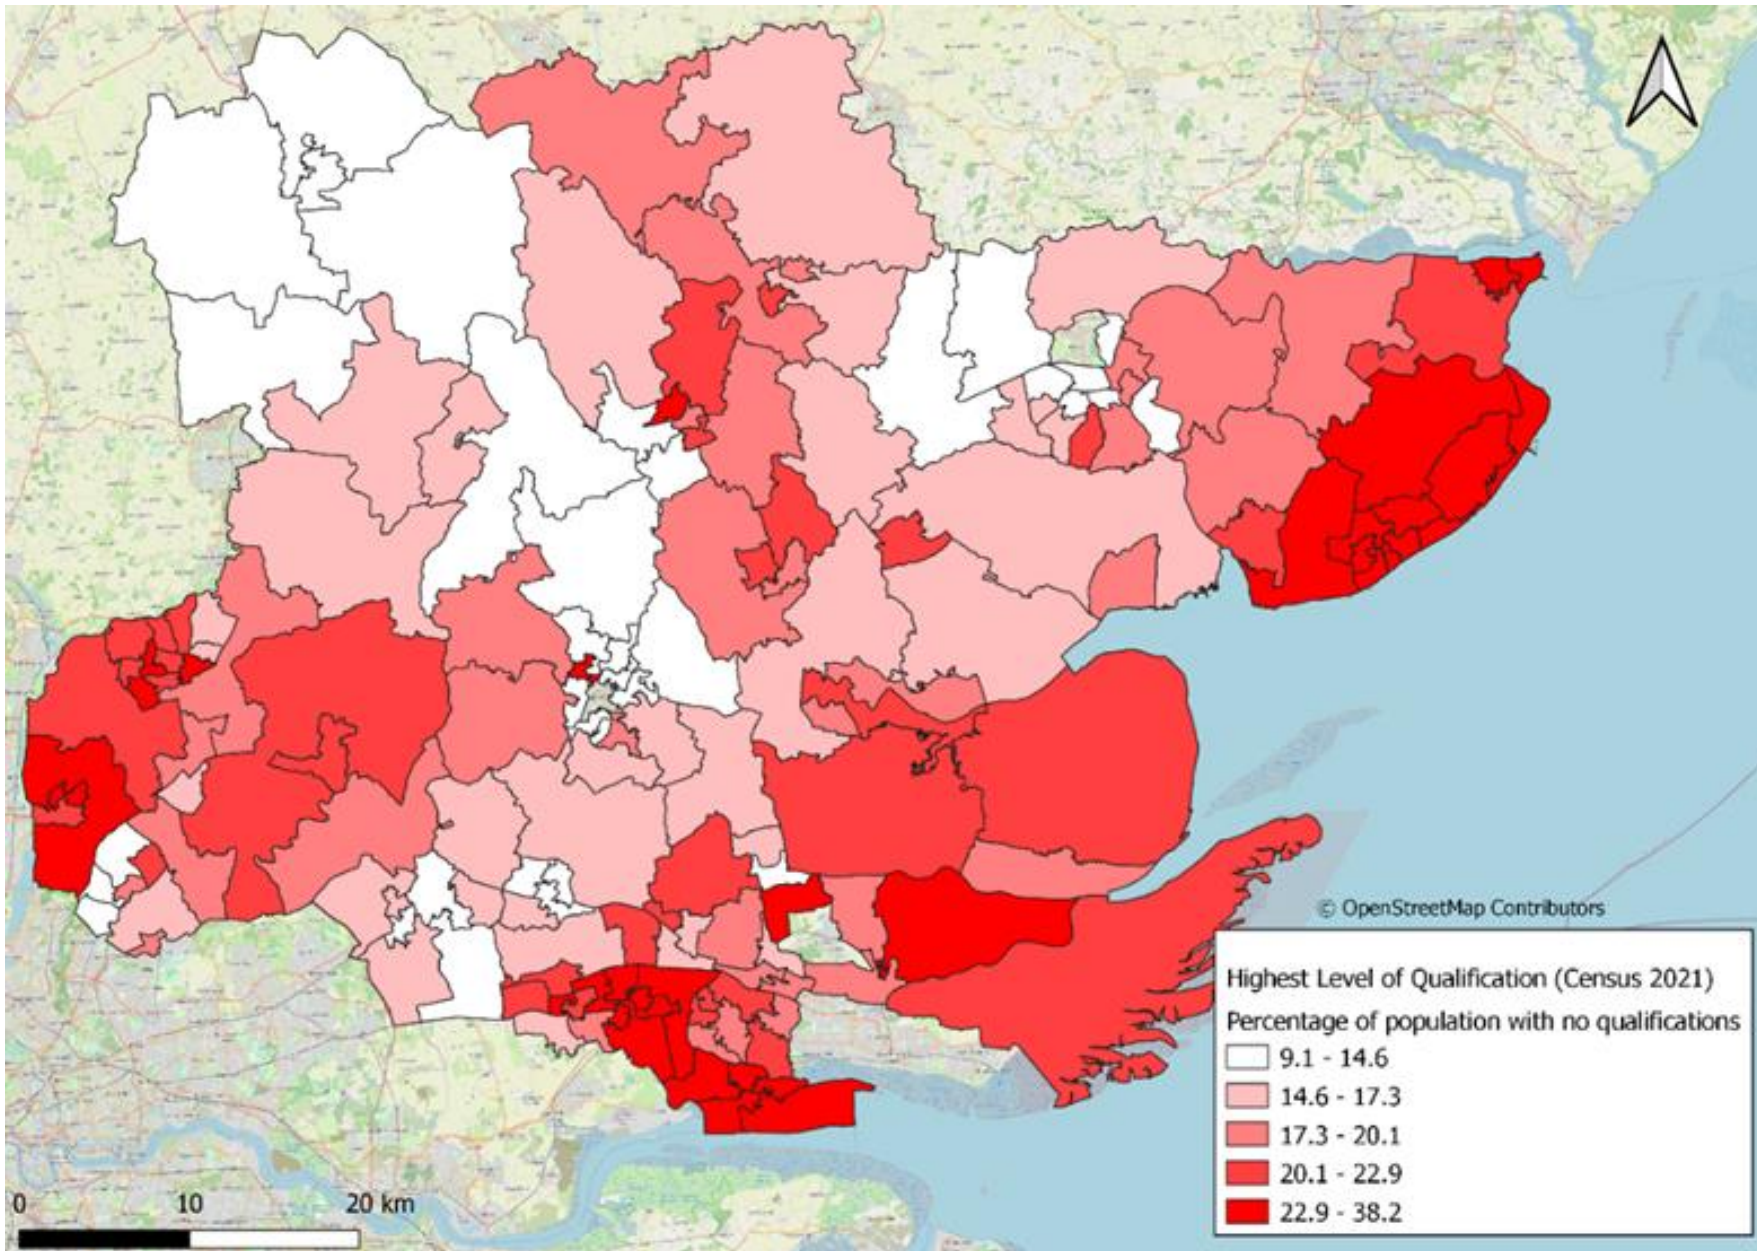 © OpenStreetMap Contributors
Highest Level of Qualification (Census 2021)
Percentage of population with no qualifications
9.1 - 14.6
14.6 - 17.3
17.3 - 20.1
20.1 - 22.9
22.9 - 38.2
0 10 20 km